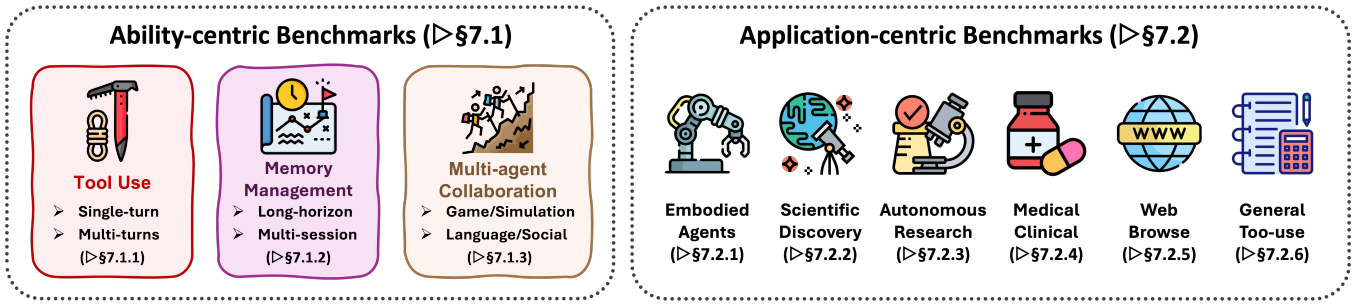 Ability-centric Benchmarks (▷§7.1)
Tool Use
➢ Single-turn
➢ Multi-turns
(▷§7.1.1)
Memory
Management
➢ Long-horizon
➢ Multi-session
(▷§7.1.2)
Multi-agent
Collaboration
➢ Game/Simulation
➢ Language/Social
(▷§7.1.3)
Application-centric Benchmarks (▷§7.2)
Embodied
Agents
(▷§7.2.1)
Scientific
Discovery
(▷§7.2.2)
Autonomous
Research
(▷§7.2.3)
Medical
Clinical
(▷§7.2.4)
WWW
Web
Browse
(▷§7.2.5)
General
Too-use
(▷§7.2.6)